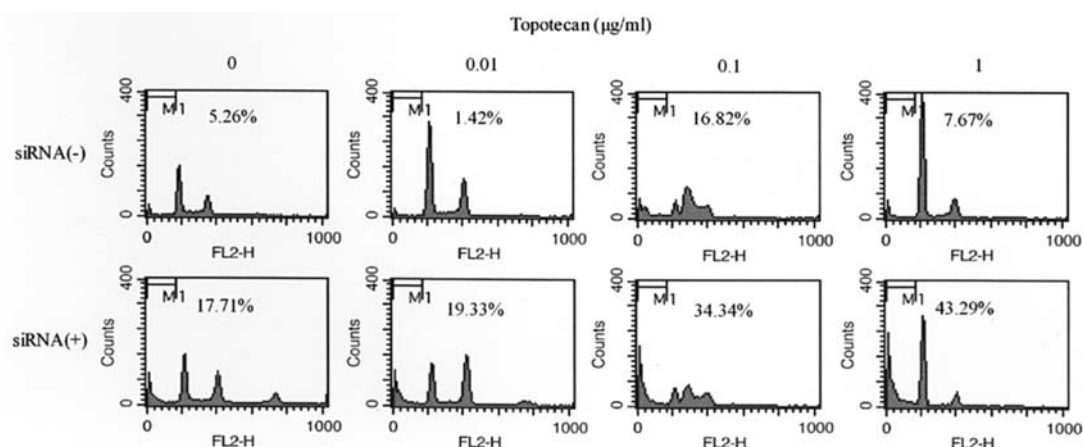 Topotecan (μg/ml)
0 0.01 0.1 1
siRNA(-)
400 400 400 400
M1 M1 M1 M1
5.26% 1.42% 16.82% 7.67%
Counts Counts Counts Counts
0 0 0 0
0 1000 0 1000 0 1000 0 1000
FL2-H FL2-H FL2-H FL2-H
siRNA(+)
400 400 400 400
M1 M1 M1 M1
17.71% 19.33% 34.34% 43.29%
Counts Counts Counts Counts
0 0 0 0
0 1000 0 1000 0 1000 0 1000
FL2-H FL2-H FL2-H FL2-H